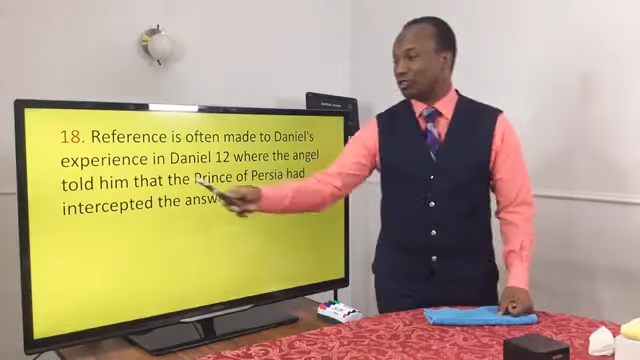 18. Reference is often made to Daniel's
experience in Daniel 12 where the angel
told him that the Prince of Persia had
intercepted the